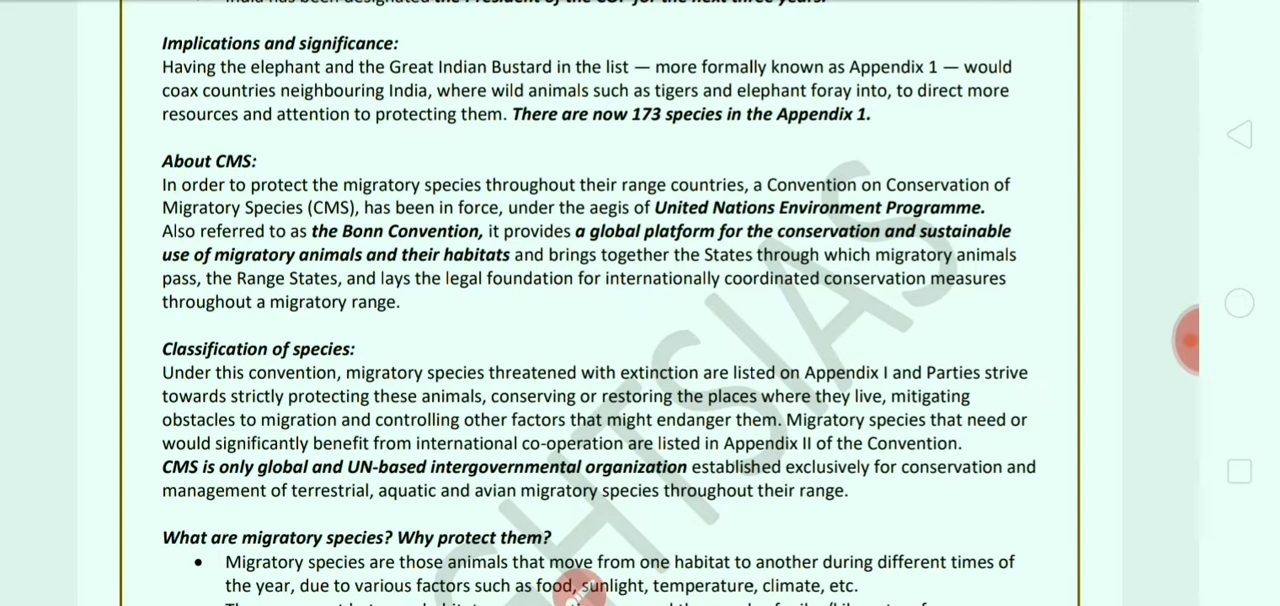 the President of the COP for the next three years.
Implications and significance:
Having the elephant and the Great Indian Bustard in the list — more formally known as Appendix 1 — would
coax countries neighbouring India, where wild animals such as tigers and elephant foray into, to direct more
resources and attention to protecting them. There are now 173 species in the Appendix 1.
About CMS:
In order to protect the migratory species throughout their range countries, a Convention on Conservation of
Migratory Species (CMS), has been in force, under the aegis of United Nations Environment Programme.
Also referred to as the Bonn Convention, it provides a global platform for the conservation and sustainable
use of migratory animals and their habitats and brings together the States through which migratory animals
pass, the Range States, and lays the legal foundation for internationally coordinated conservation measures
throughout a migratory range.
Classification of species:
Under this convention, migratory species threatened with extinction are listed on Appendix I and Parties strive
towards strictly protecting these animals, conserving or restoring the places where they live, mitigating
obstacles to migration and controlling other factors that might endanger them. Migratory species that need or
would significantly benefit from international co-operation are listed in Appendix II of the Convention.
CMS is only global and UN-based intergovernmental organization established exclusively for conservation and
management of terrestrial, aquatic and avian migratory species throughout their range.
What are migratory species? Why protect them?
• Migratory species are those animals that move from one habitat to another during different times of
the year, due to various factors such as food, sunlight, temperature, climate, etc.
HTSIAS